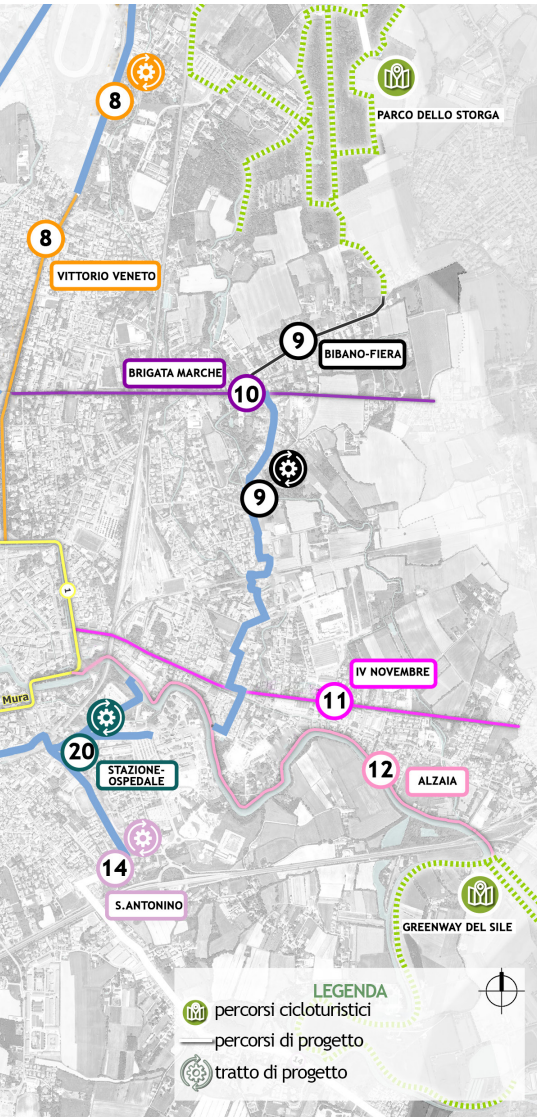 8
PARCO DELLO STORGA
8
VITTORIO VENETO
9
BIBANO-FIERA
BRIGATA MARCHE
10
9
1
IV NOVEMBRE
11
Mura
20
STAZIONE-
OSPEDALE
12
ALZAIA
14
S.ANTONINO
GREENWAY DEL SILE
LEGENDA
percorsi cicloturistici
percorsi di progetto
tratto di progetto